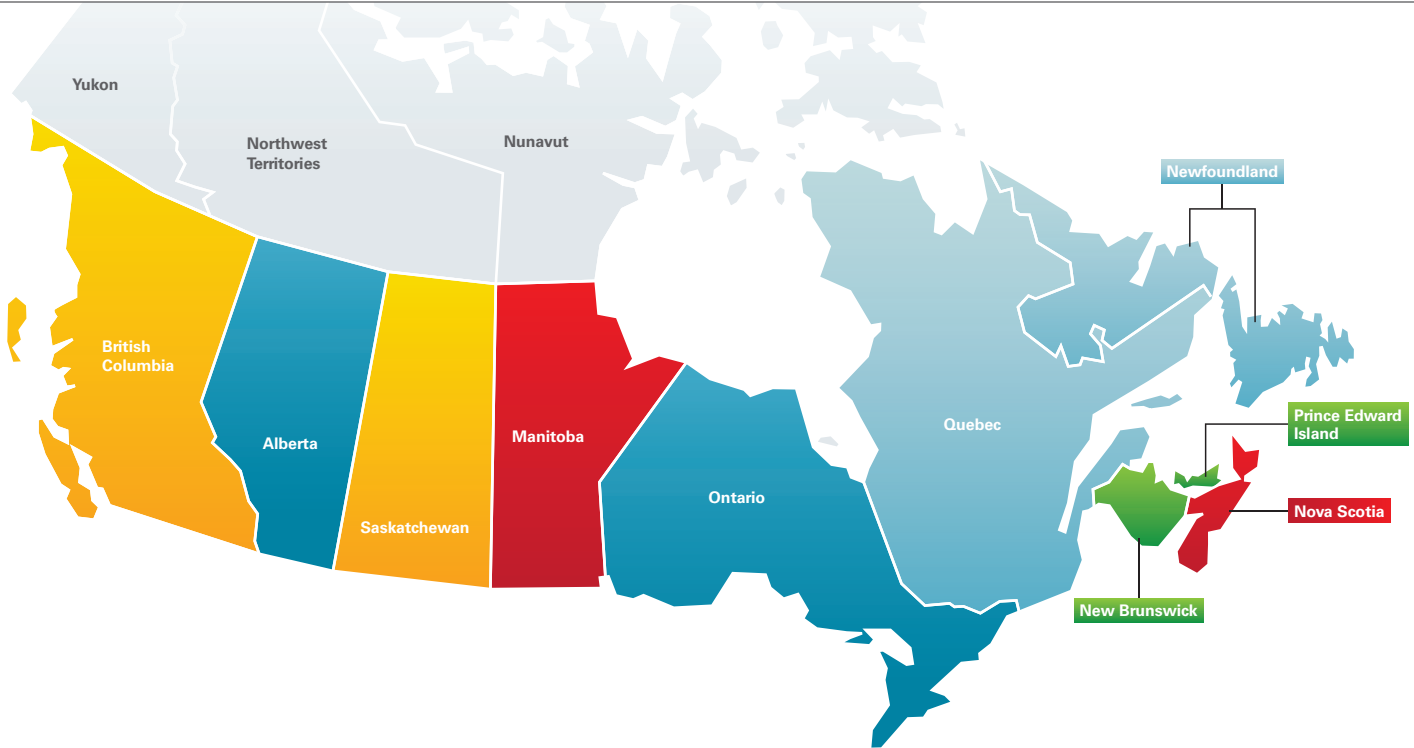 Yukon
Northwest
Territories
Nunavut
Newfoundland
British
Columbia
Alberta
Saskatchewan
Manitoba
Ontario
Quebec
Prince Edward
Island
Nova Scotia
New Brunswick